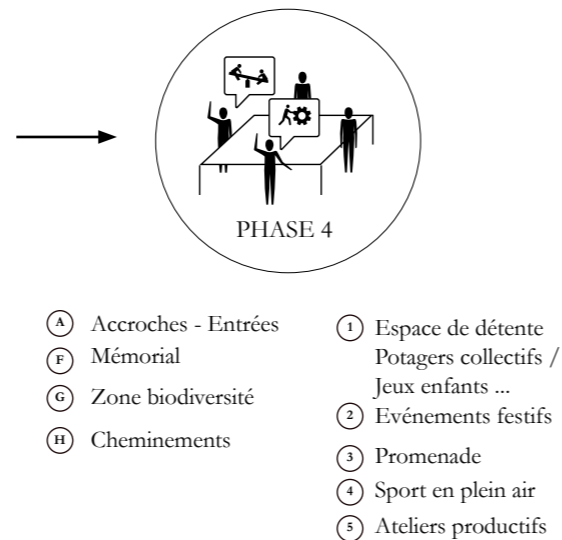 PHASE 4
A Accroches - Entrées
F Mémorial
G Zone biodiversité
H Cheminements
1 Espace de détente
Potagers collectifs /
Jeux enfants ...
2 Evénements festifs
3 Promenade
4 Sport en plein air
5 Ateliers productifs